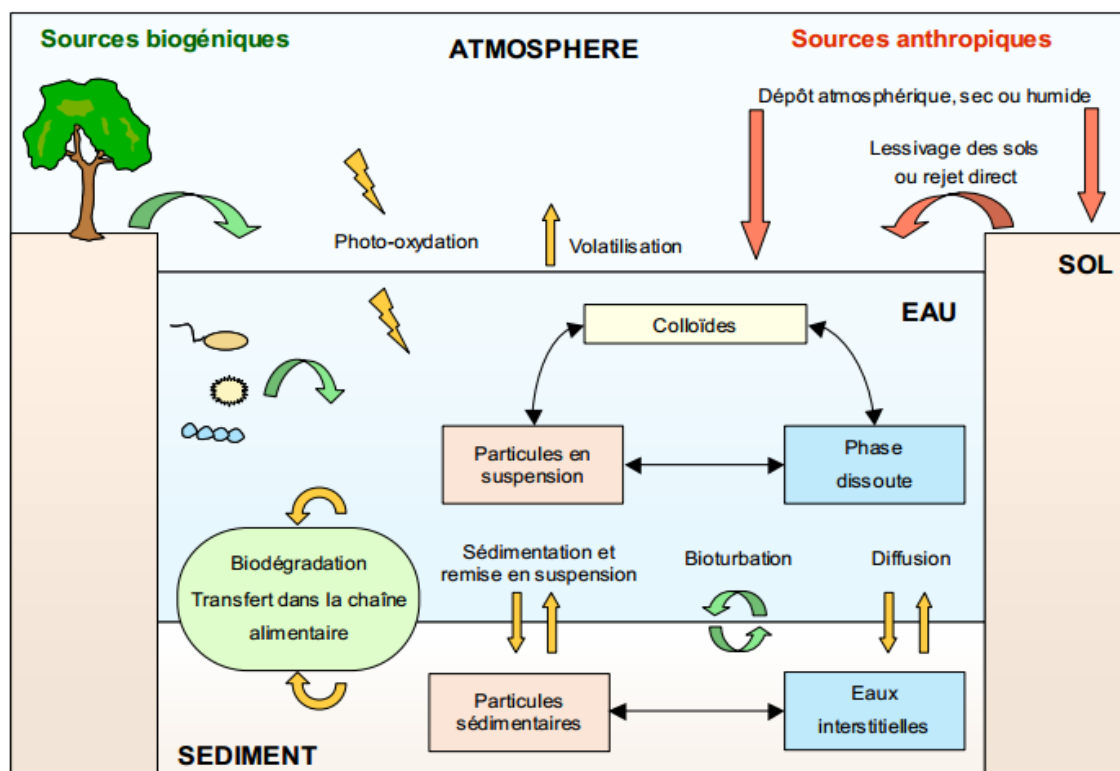 Sources biogéniques
ATMOSPHERE
Sources anthropiques
Dépôt atmosphérique, sec ou humide
Lessivage des sols
ou rejet direct
Photo-oxydation
Volatilisation
SOL
EAU
Colloïdes
Particules en
suspension
Phase
dissoute
Biodégradation
Transfert dans la chaîne
alimentaire
Sédimentation et
remise en suspension
Bioturbation
Diffusion
Particules
sédimentaires
Eaux
interstitielles
SEDIMENT